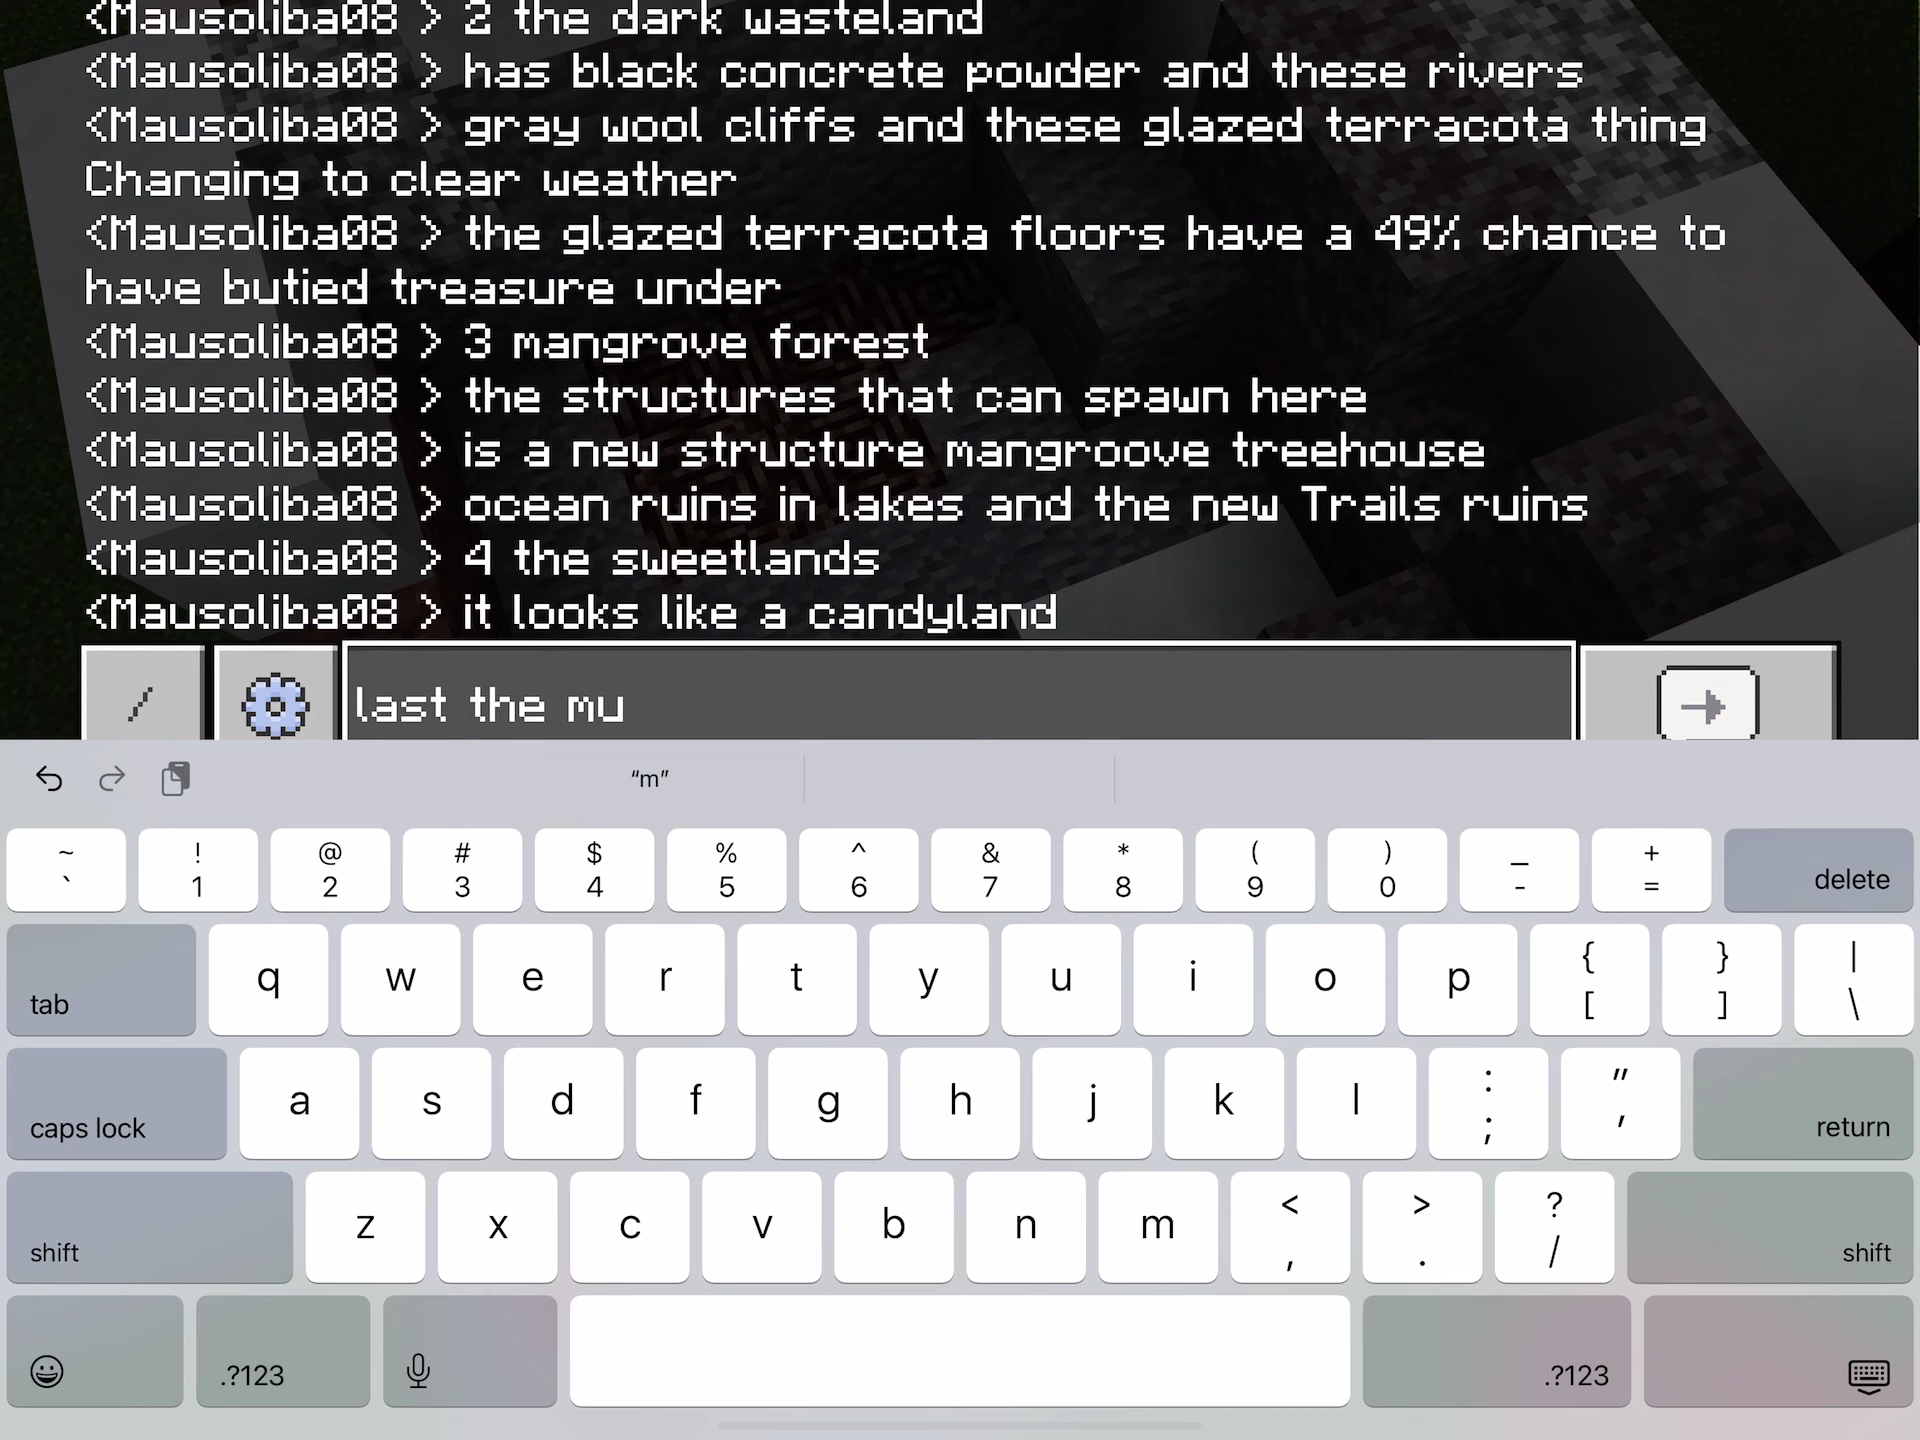 <Mausoliba08 > 2 the dark wasteland
<Mausoliba08 > has black concrete powder and these rivers
<Mausoliba08 > gray wool cliffs and these glazed terracota thing
Changing to clear weather
<Mausoliba08 > the glazed terracota floors have a 49% chance to
have butied treasure under
<Mausoliba08 > 3 mangrove forest
<Mausoliba08 > the structures that can spawn here
<Mausoliba08 > is a new structure mangroove treehouse
<Mausoliba08 > ocean ruins in lakes and the new Trails ruins
<Mausoliba08 > 4 the sweetlands
<Mausoliba08 > it looks like a candyland
/ last the mu
“m”
~ ! @ # $ % ^ & * ( ) _ +
` 1 2 3 4 5 6 7 8 9 0 - = delete
tab q w e r t y u i o p { [ } ] | \
caps lock a s d f g h j k l : ; " ' return
shift z x c v b n m < , > . ? / shift
.?123 .?123